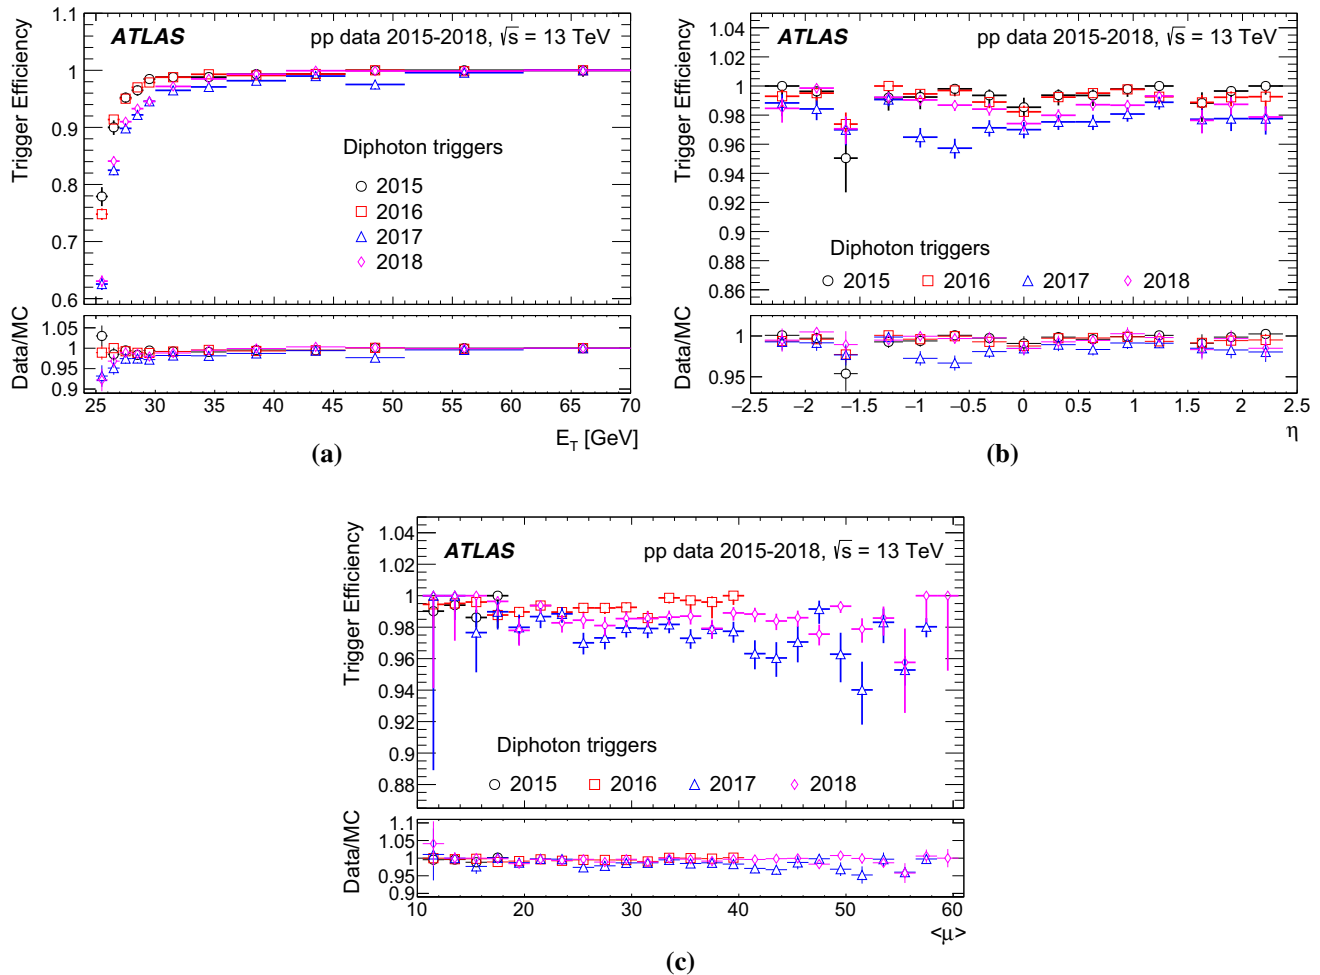 ATLAS
pp data 2015-2018, √s = 13 TeV
Trigger Efficiency
1.1
1
0.9
0.8
0.7
0.6
Diphoton triggers
2015
2016
2017
2018
Data/MC
1.05
1
0.95
0.9
25 30 35 40 45 50 55 60 65 70
E_T [GeV]
(a)
ATLAS
pp data 2015-2018, √s = 13 TeV
Trigger Efficiency
1.04
1.02
1
0.98
0.96
0.94
0.92
0.9
0.88
0.86
Diphoton triggers
2015 2016 2017 2018
Data/MC
1
0.95
−2.5 −2 −1.5 −1 −0.5 0 0.5 1 1.5 2 2.5
η
(b)
ATLAS
pp data 2015-2018, √s = 13 TeV
Trigger Efficiency
1.04
1.02
1
0.98
0.96
0.94
0.92
0.9
0.88
Diphoton triggers
2015 2016 2017 2018
Data/MC
1.1
1.05
1
0.95
0.9
10 20 30 40 50 60
<μ>
(c)